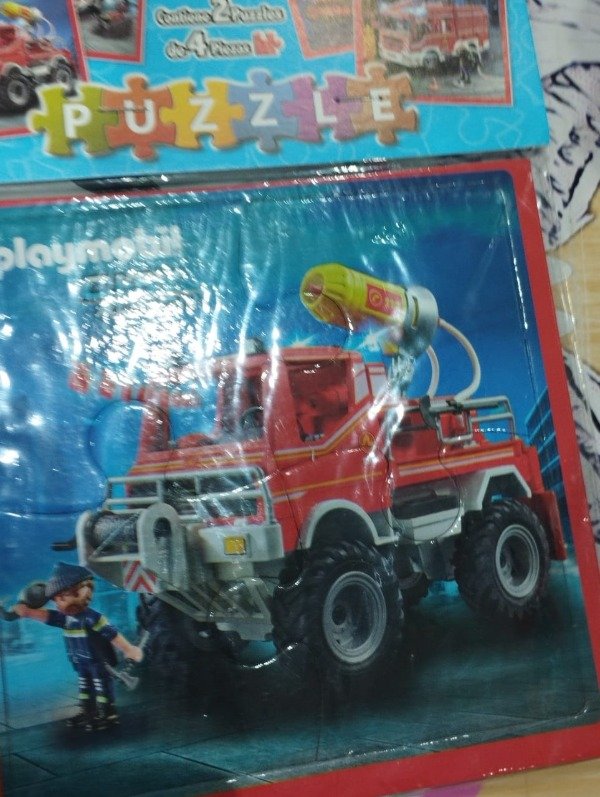 Contiene 2 Puzzles
de 4 Piezas
PUZZLE
playmobil